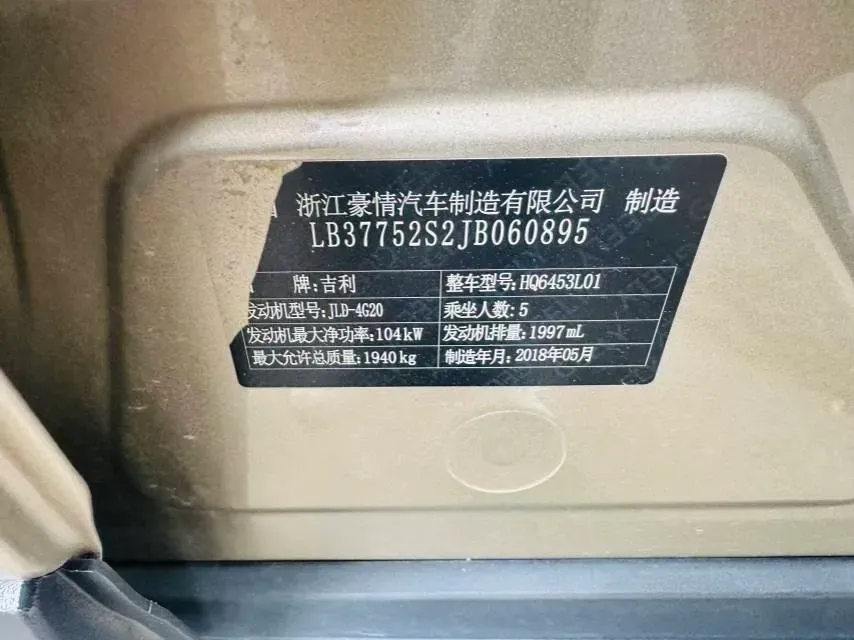 浙江豪情汽车制造有限公司 制造
LB37752S2JB060895
牌:吉利 整车型号:HQ6453L01
发动机型号:JLD-4G20 乘坐人数:5
发动机最大净功率:104kW 发动机排量:1997mL
最大允许总质量:1940kg 制造年月:2018年05月